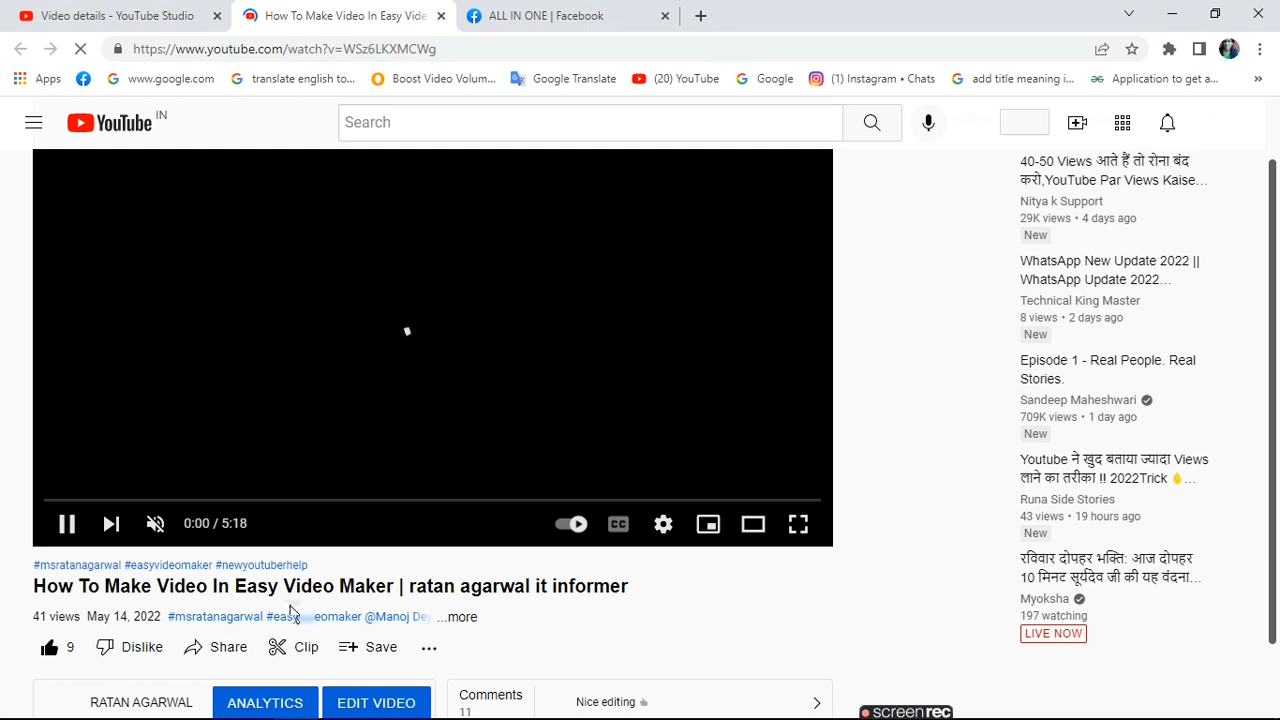 Video details - YouTube Studio
How To Make Video In Easy Vide
ALL IN ONE | Facebook
https://www.youtube.com/watch?v=WSz6LKXMCWg
Apps
www.google.com
translate english to...
Boost Video Volum...
Google Translate
(20) YouTube
Google
(1) Instagram • Chats
add title meaning i...
Application to get a...
YouTube IN
Search
40-50 Views आते हैं तो रोना बंद
करो,YouTube Par Views Kaise...
Nitya k Support
29K views • 4 days ago
New
WhatsApp New Update 2022 ||
WhatsApp Update 2022...
Technical King Master
8 views • 2 days ago
New
Episode 1 - Real People. Real
Stories.
Sandeep Maheshwari
709K views • 1 day ago
New
Youtube ने खुद बताया ज्यादा Views
लाने का तरीका !! 2022Trick 👆...
Runa Side Stories
43 views • 19 hours ago
New
रविवार दोपहर भक्ति: आज दोपहर
10 मिनट सूर्यदेव जी की यह वंदना...
Myoksha
197 watching
LIVE NOW
0:00 / 5:18
CC
#msratanagarwal #easyvideomaker #newyoutuberhelp
How To Make Video In Easy Video Maker | ratan agarwal it informer
41 views May 14, 2022 #msratanagarwal @Manoj ...more
9 Dislike Share Clip Save
RATAN AGARWAL ANALYTICS EDIT VIDEO
Comments
11
Nice editing
screenrec